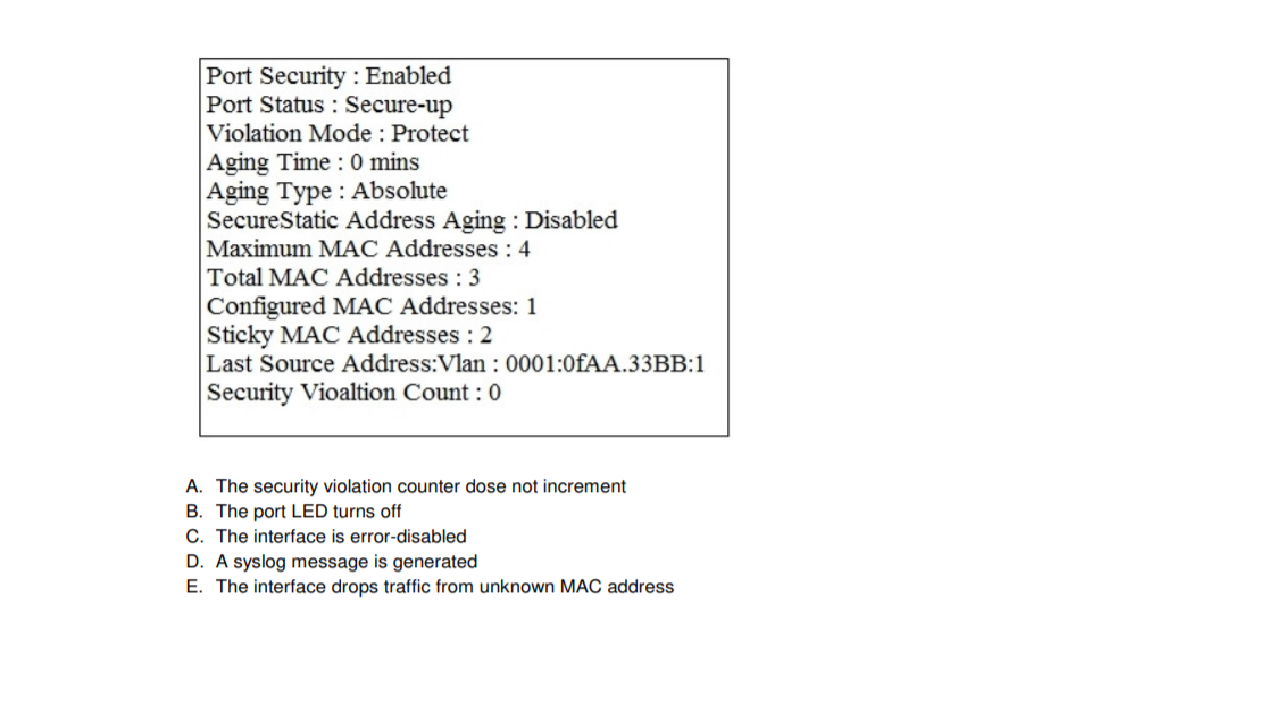 Port Security : Enabled
Port Status : Secure-up
Violation Mode : Protect
Aging Time : 0 mins
Aging Type : Absolute
SecureStatic Address Aging : Disabled
Maximum MAC Addresses : 4
Total MAC Addresses : 3
Configured MAC Addresses: 1
Sticky MAC Addresses : 2
Last Source Address:Vlan : 0001:0fAA.33BB:1
Security Vioaltion Count : 0
A. The security violation counter dose not increment
B. The port LED turns off
C. The interface is error-disabled
D. A syslog message is generated
E. The interface drops traffic from unknown MAC address